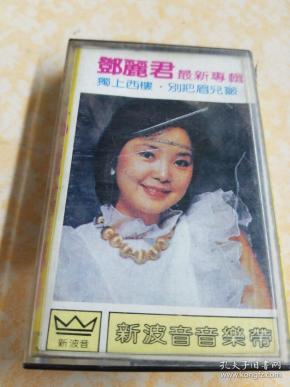 鄧麗君 最新專輯
獨上西樓·別把眉兒皺
新波音
新波音音樂帶
孔夫子旧书网